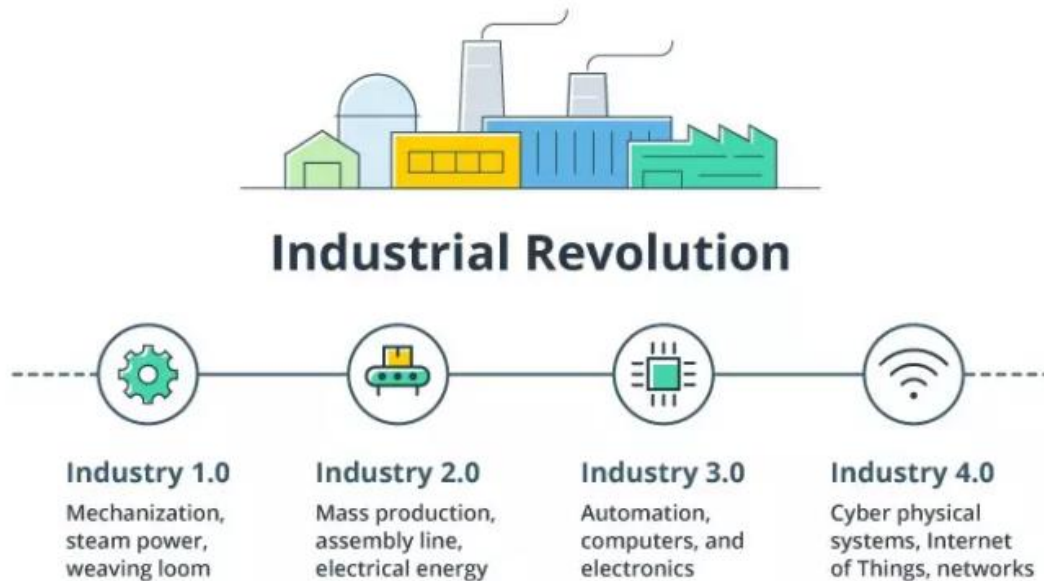 Industrial Revolution
Industry 1.0
Mechanization,
steam power,
weaving loom
Industry 2.0
Mass production,
assembly line,
electrical energy
Industry 3.0
Automation,
computers, and
electronics
Industry 4.0
Cyber physical
systems, Internet
of Things, networks